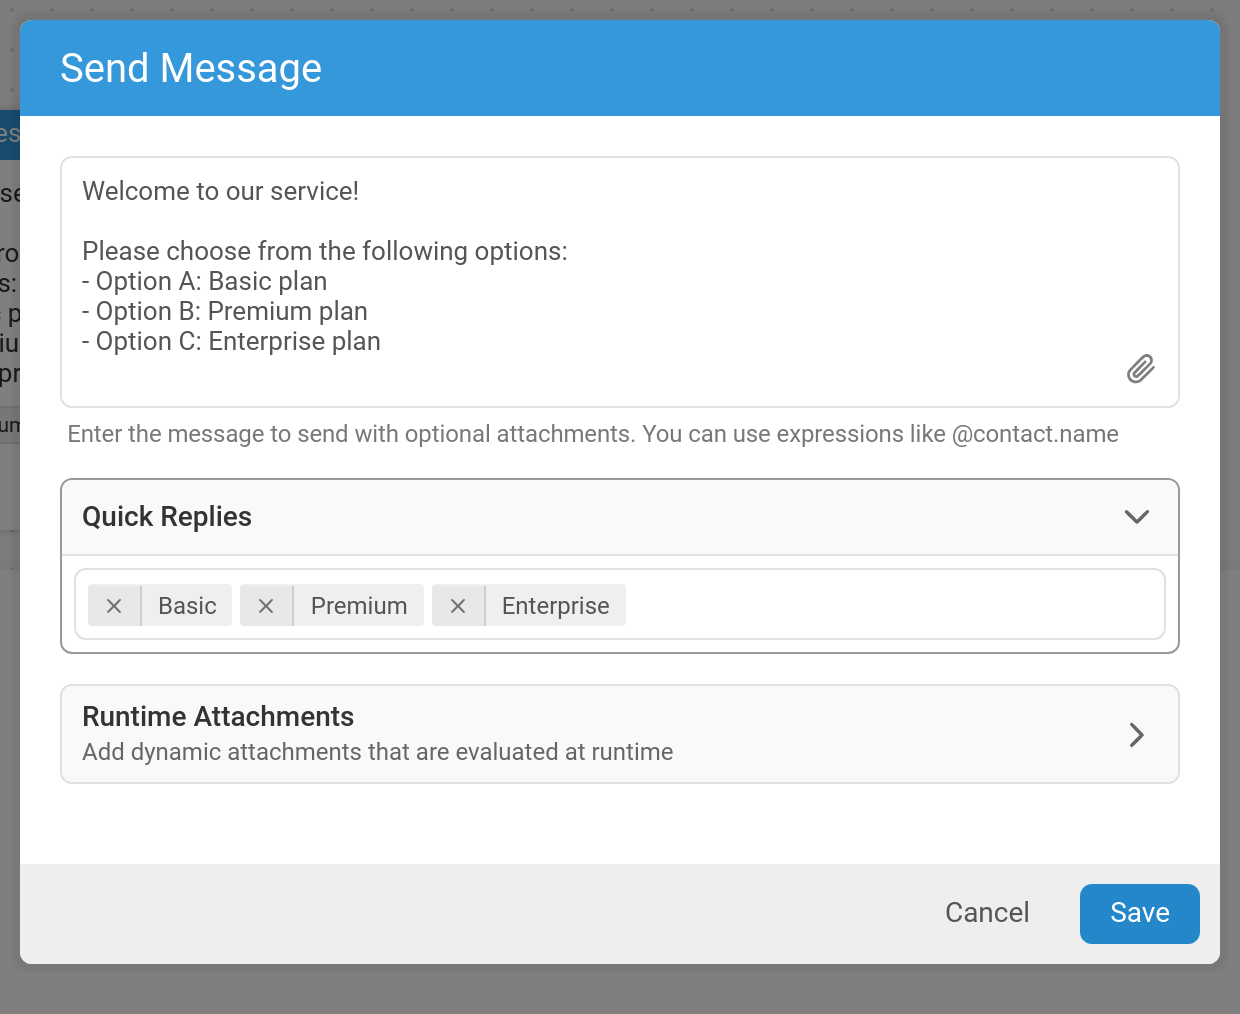 Send Message
Welcome to our service!
Please choose from the following options:
- Option A: Basic plan
- Option B: Premium plan
- Option C: Enterprise plan
Enter the message to send with optional attachments. You can use expressions like @contact.name
Quick Replies
Basic
Premium
Enterprise
Runtime Attachments
Add dynamic attachments that are evaluated at runtime
Cancel
Save